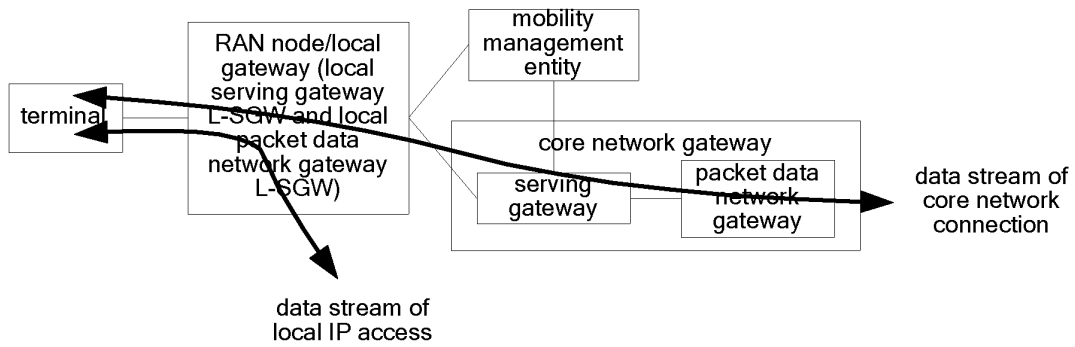 terminal
RAN node/local
gateway (local
serving gateway
L-SGW and local
packet data
network gateway
L-SGW)
mobility
management
entity
core network gateway
serving
gateway
packet data
network
gateway
data stream of
core network
connection
data stream of
local IP access